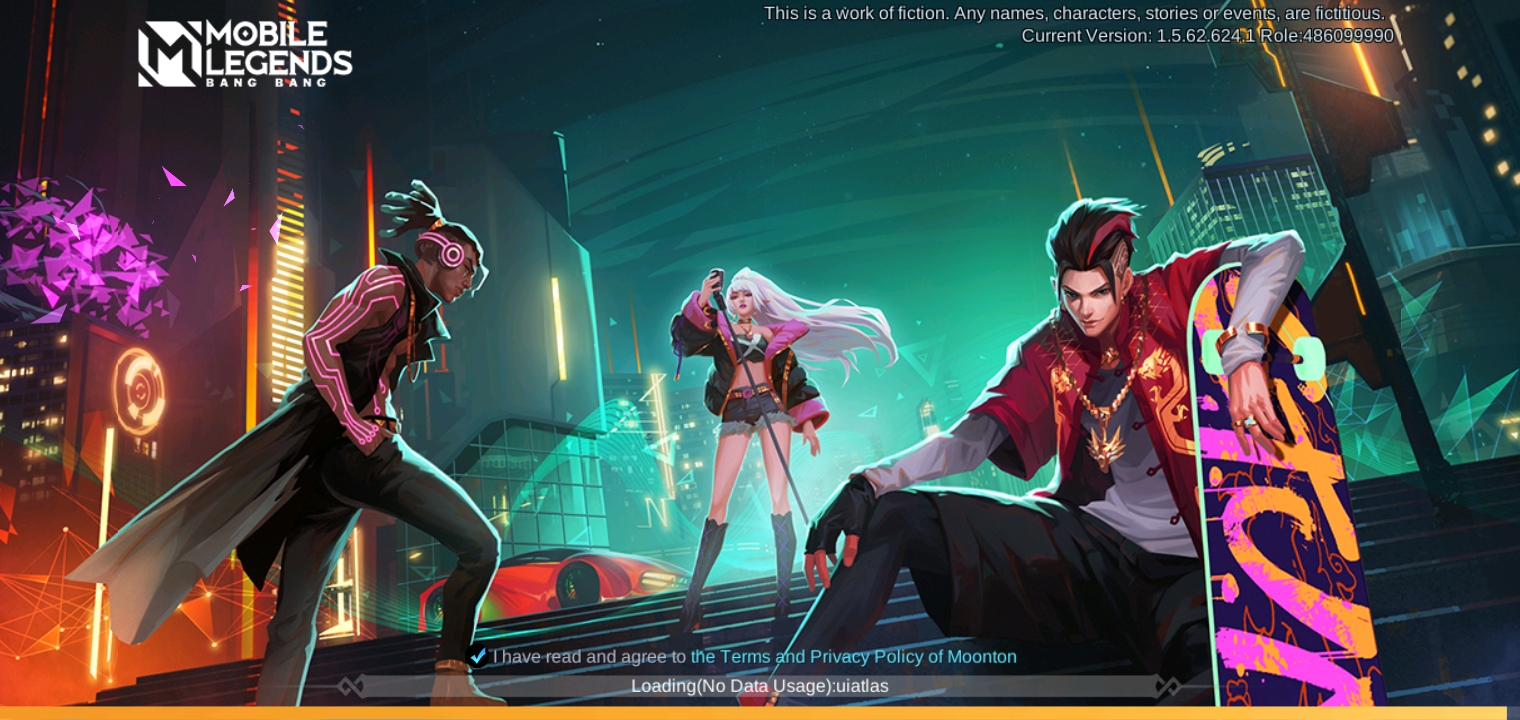 MOBILE
LEGENDS
BANG BANG
This is a work of fiction. Any names, characters, stories or events, are fictitious.
Current Version: 1.5.62.624.1 Role:486099990
I have read and agree to the Terms and Privacy Policy of Moonton
Loading(No Data Usage):uiatlas